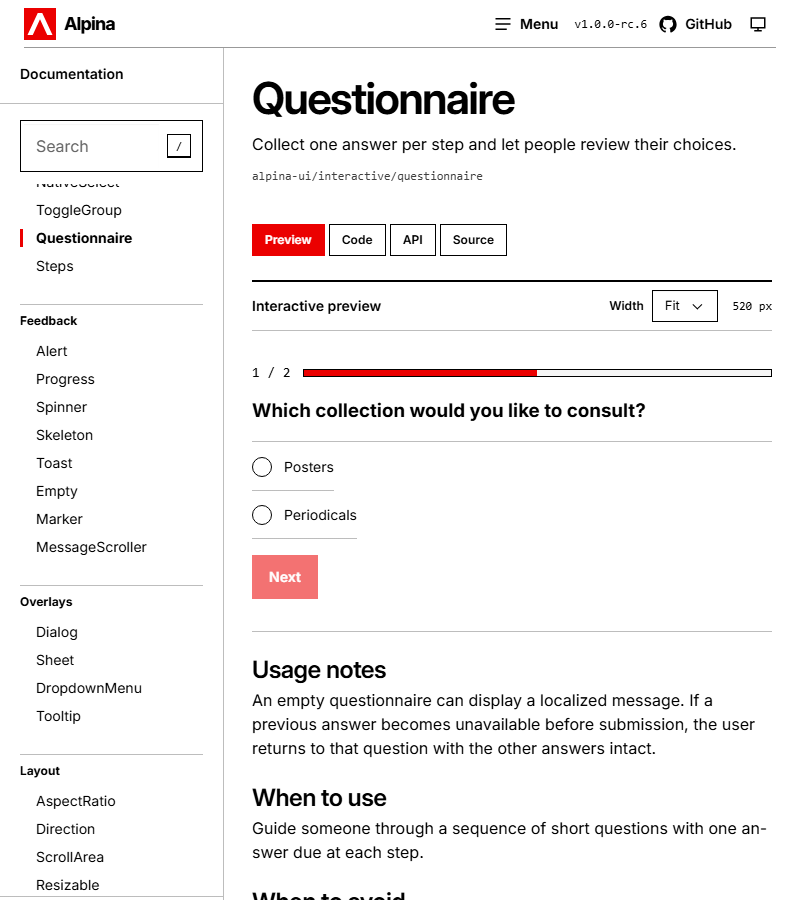 Alpina
Menu
v1.0.0-rc.6
GitHub
Documentation
Search
/
NativeSelect
ToggleGroup
Questionnaire
Steps
Feedback
Alert
Progress
Spinner
Skeleton
Toast
Empty
Marker
MessageScroller
Overlays
Dialog
Sheet
DropdownMenu
Tooltip
Layout
AspectRatio
Direction
ScrollArea
Resizable
Questionnaire
Collect one answer per step and let people review their choices.
alpina-ui/interactive/questionnaire
Preview
Code
API
Source
Interactive preview
Width
Fit
520 px
1 / 2
Which collection would you like to consult?
Posters
Periodicals
Next
Usage notes
An empty questionnaire can display a localized message. If a
previous answer becomes unavailable before submission, the user
returns to that question with the other answers intact.
When to use
Guide someone through a sequence of short questions with one an-
swer due at each step.
When to avoid